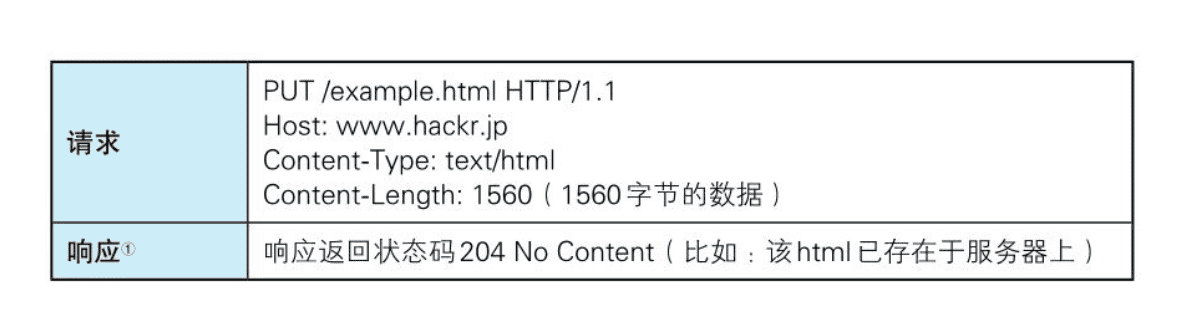 请求
PUT /example.html HTTP/1.1
Host: www.hackr.jp
Content-Type: text/html
Content-Length: 1560（1560字节的数据）
响应①
响应返回状态码204 No Content（比如：该html已存在于服务器上）